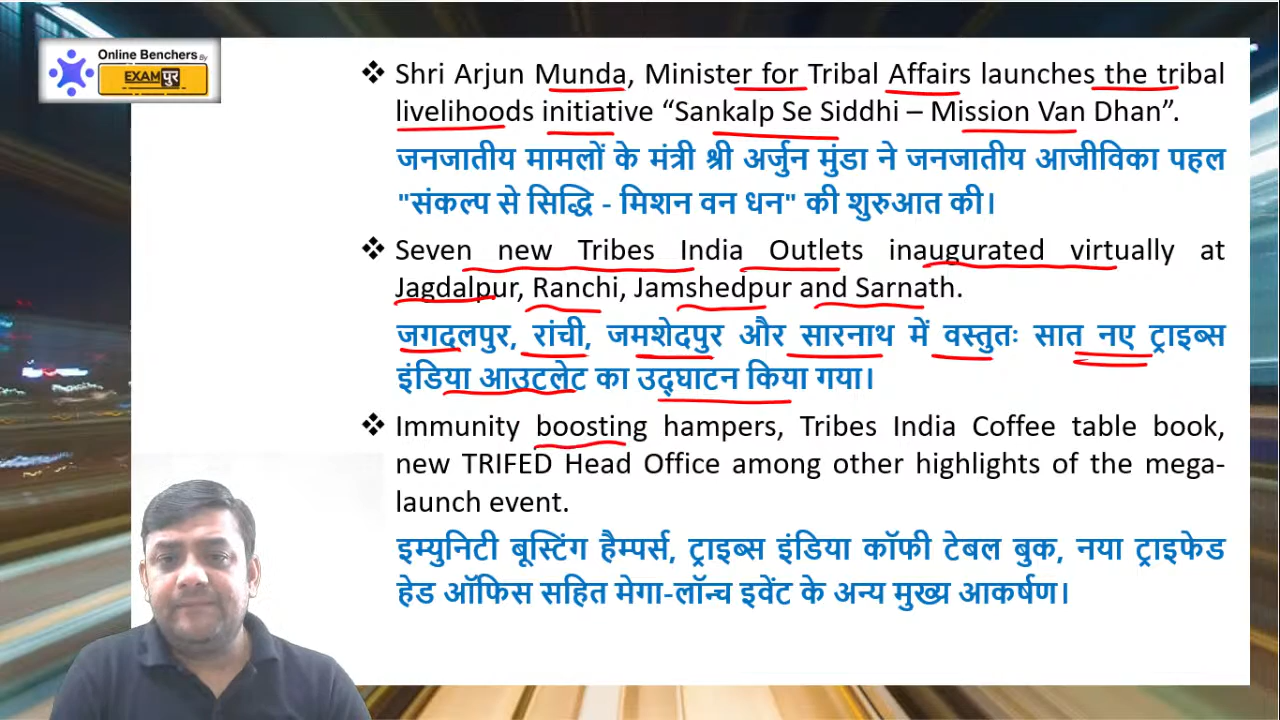 Online Benchers By
EXAMपुर
❖ Shri Arjun Munda, Minister for Tribal Affairs launches the tribal
livelihoods initiative “Sankalp Se Siddhi – Mission Van Dhan”.
जनजातीय मामलों के मंत्री श्री अर्जुन मुंडा ने जनजातीय आजीविका पहल
"संकल्प से सिद्धि - मिशन वन धन" की शुरुआत की।
❖ Seven new Tribes India Outlets inaugurated virtually at
Jagdalpur, Ranchi, Jamshedpur and Sarnath.
जगदलपुर, रांची, जमशेदपुर और सारनाथ में वस्तुतः सात नए ट्राइब्स
इंडिया आउटलेट का उद्घाटन किया गया।
❖ Immunity boosting hampers, Tribes India Coffee table book,
new TRIFED Head Office among other highlights of the mega-
launch event.
इम्युनिटी बूस्टिंग हैम्पर्स, ट्राइब्स इंडिया कॉफी टेबल बुक, नया ट्राइफेड
हेड ऑफिस सहित मेगा-लॉन्च इवेंट के अन्य मुख्य आकर्षण।